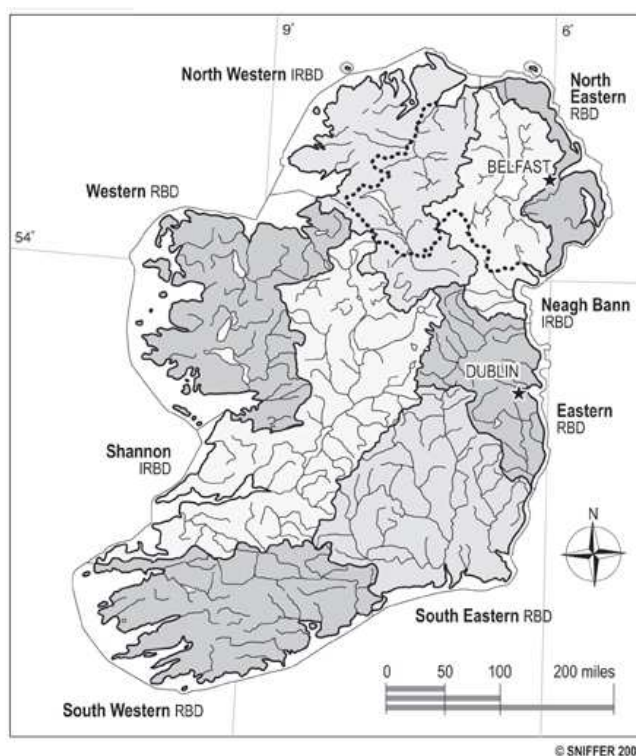 9°
6°
North Western IRBD
North
Eastern
RBD
BELFAST
Western RBD
54°
Neagh Bann
IRBD
DUBLIN
Eastern
RBD
Shannon
IRBD
N
South Eastern RBD
0 50 100 200 miles
South Western RBD
© SNIFFER